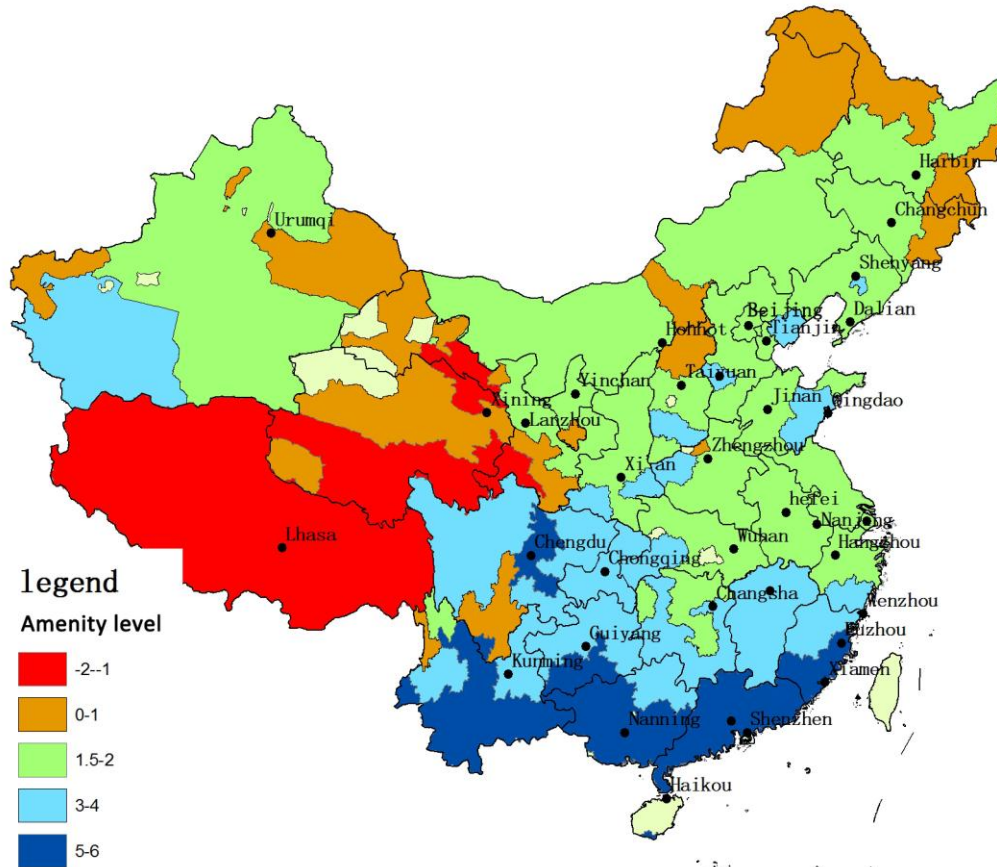 Harbin
Changchun
Urumqi
Shenyang
Beijing
Dalian
Hohhot
Tianjin
Taiyuan
Yinchan
Jinan
Qingdao
Xining
Lanzhou
Zhengzhou
Xi'an
hefei
Nanjing
Lhasa
Wuhan
Hangzhou
Chengdu
Chongqing
legend
Changsha
Wenzhou
Amenity level
Guiyang
Fuzhou
-2--1
Kunming
Xiamen
0-1
Nanning
Shenzhen
1.5-2
Haikou
3-4
5-6